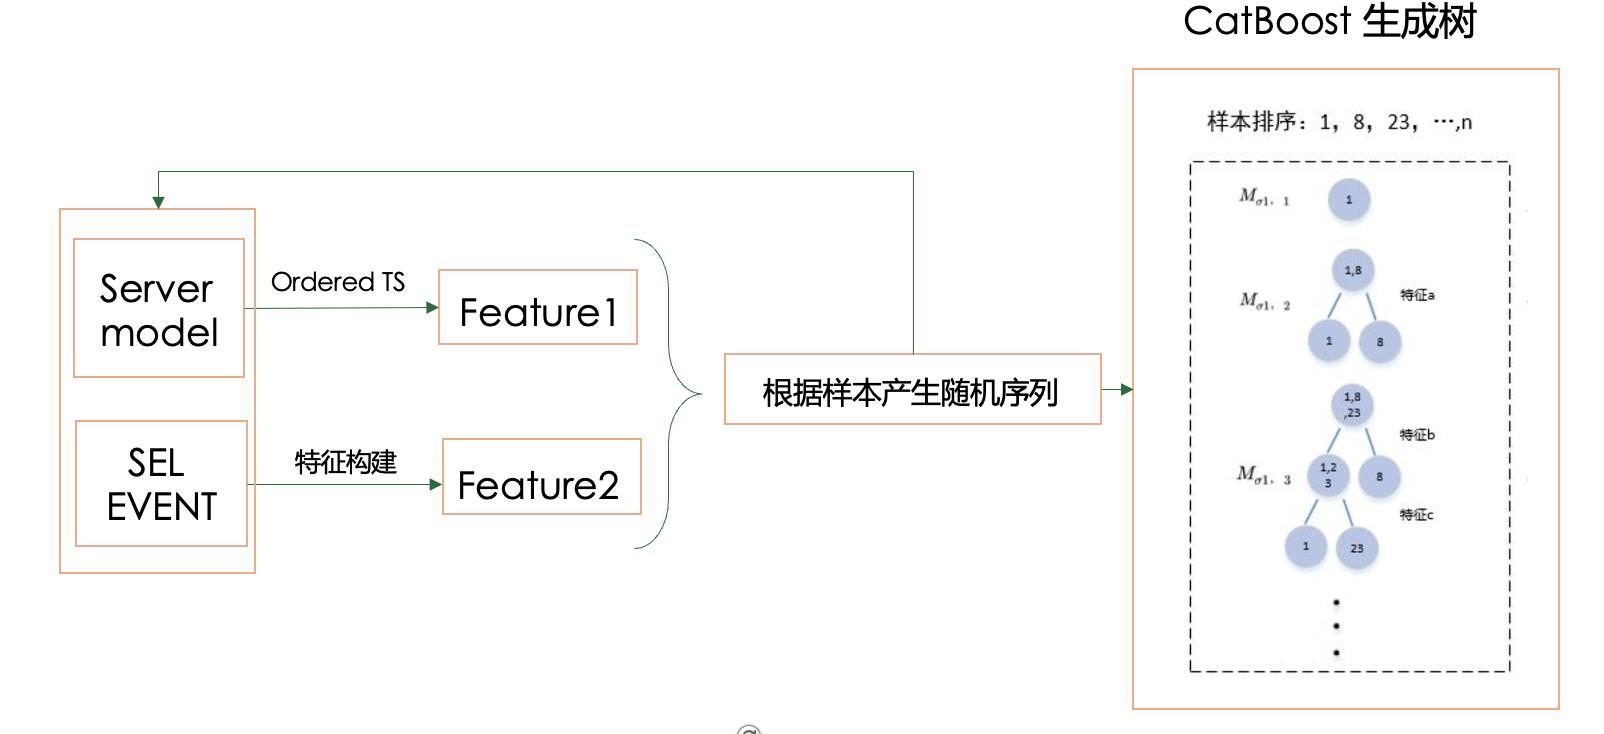 CatBoost 生成树
样本排序：1，8，23，···,n
Server
model
Ordered TS
Feature1
SEL
EVENT
特征构建
Feature2
根据样本产生随机序列
M_{σ1，1}
1
M_{σ1，2}
1,8
特征a
1
8
M_{σ1，3}
1,8
,23
特征b
1,2
3
8
特征c
1
23